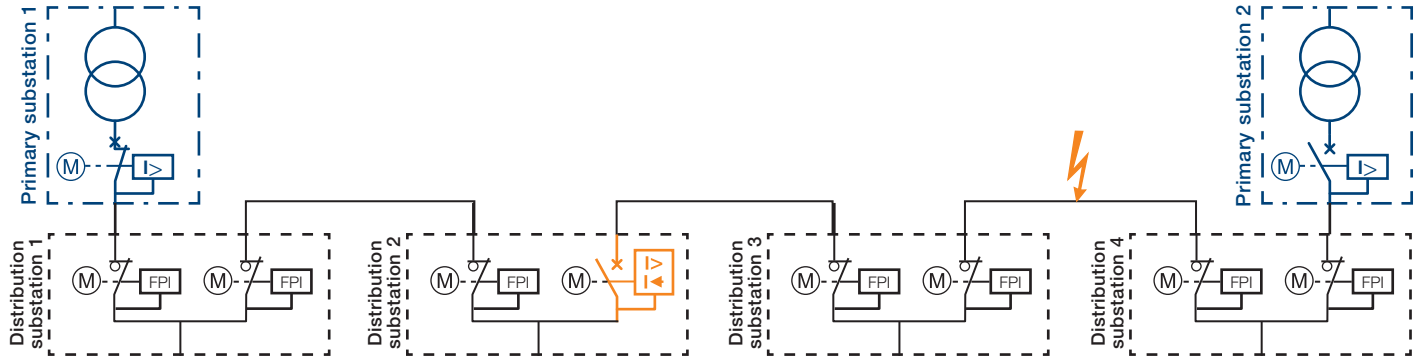 Primary substation 1
M
I>
Primary substation 2
M
I>
Distribution
substation 1
M
FPI
M
FPI
Distribution
substation 2
M
FPI
M
I>
I
Distribution
substation 3
M
FPI
M
FPI
Distribution
substation 4
M
FPI
M
FPI